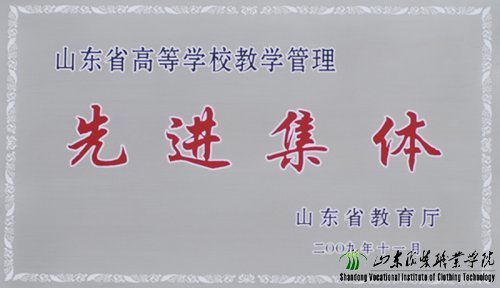 山东省高等学校教学管理
先进集体
山东省教育厅
二〇〇九年十一月
山东服装职业学院
Shandong Vocational Institute of Clothing Technology